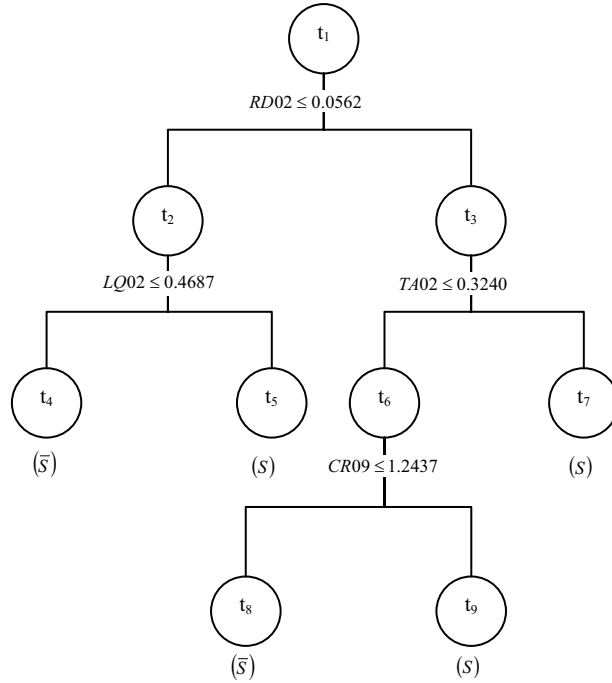 t₁
RD02 ≤ 0.0562
t₂ t₃
LQ02 ≤ 0.4687 TA02 ≤ 0.3240
t₄ t₅ t₆ t₇
(S̅) (S) (S)
CR09 ≤ 1.2437
t₈ t₉
(S̅) (S)